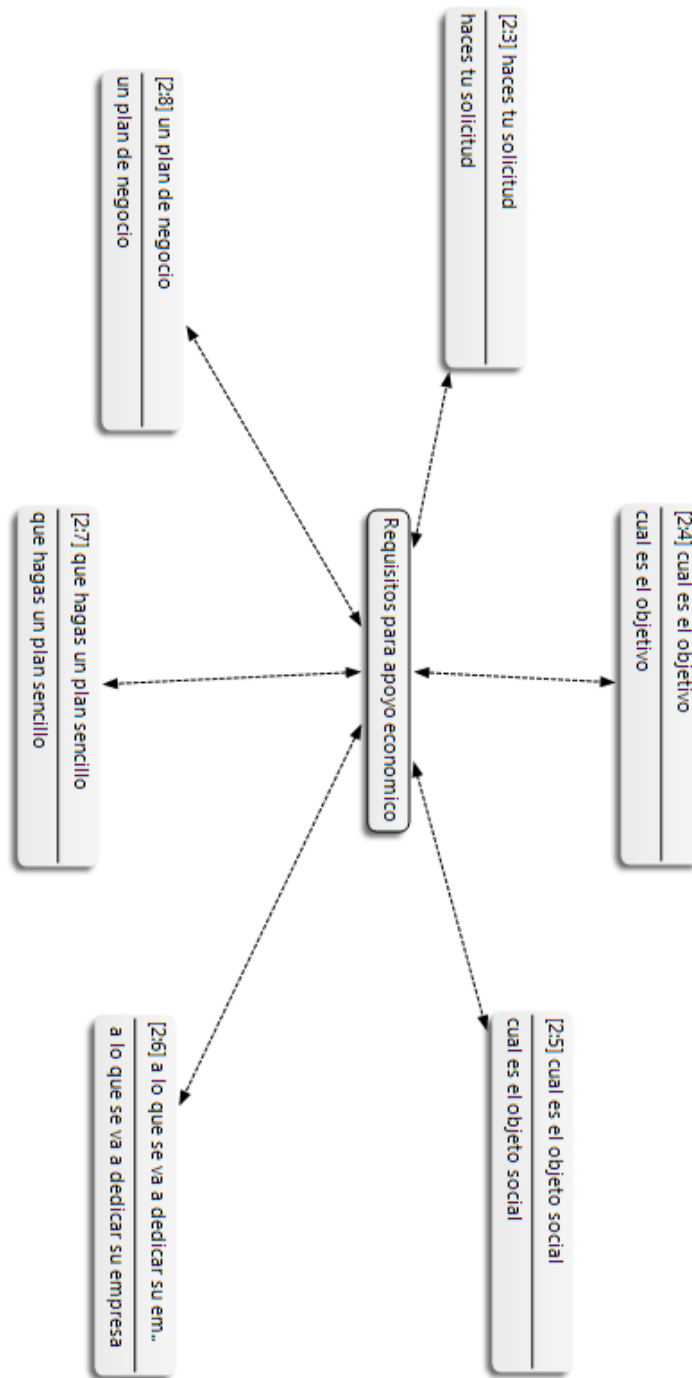 [2:3] haces tu solicitud
haces tu solicitud
[2:4] cual es el objetivo
cual es el objetivo
[2:5] cual es el objeto social
cual es el objeto social
Requisitos para apoyo economico
[2:8] un plan de negocio
un plan de negocio
[2:7] que hagas un plan sencillo
que hagas un plan sencillo
[2:6] a lo que se va a dedicar su em..
a lo que se va a dedicar su empresa